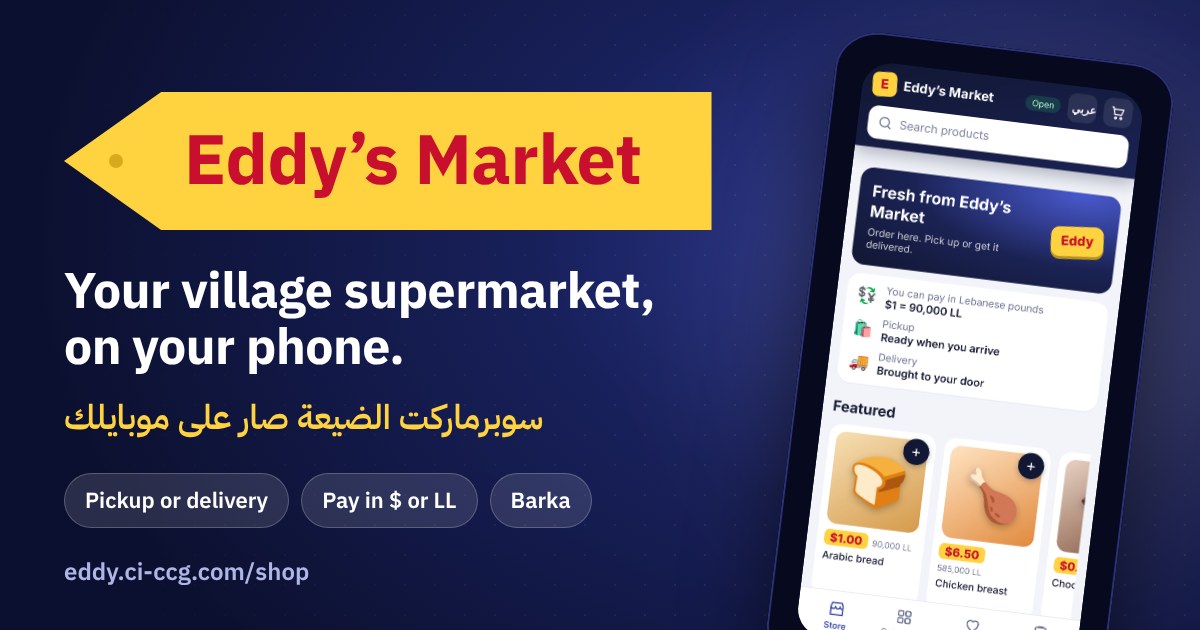 Eddy’s Market
Your village supermarket,
on your phone.
سوبرماركت الضيعة صار على موبايلك
Pickup or delivery
Pay in $ or LL
Barka
eddy.ci-ccg.com/shop
E
Eddy’s Market
Open
عربي
Search products
Fresh from Eddy’s
Market
Order here. Pick up or get it
delivered.
Eddy
You can pay in Lebanese pounds
$1 = 90,000 LL
Pickup
Ready when you arrive
Delivery
Brought to your door
Featured
$1.00 90,000 LL
Arabic bread
$6.50
585,000 LL
Chicken breast
Store